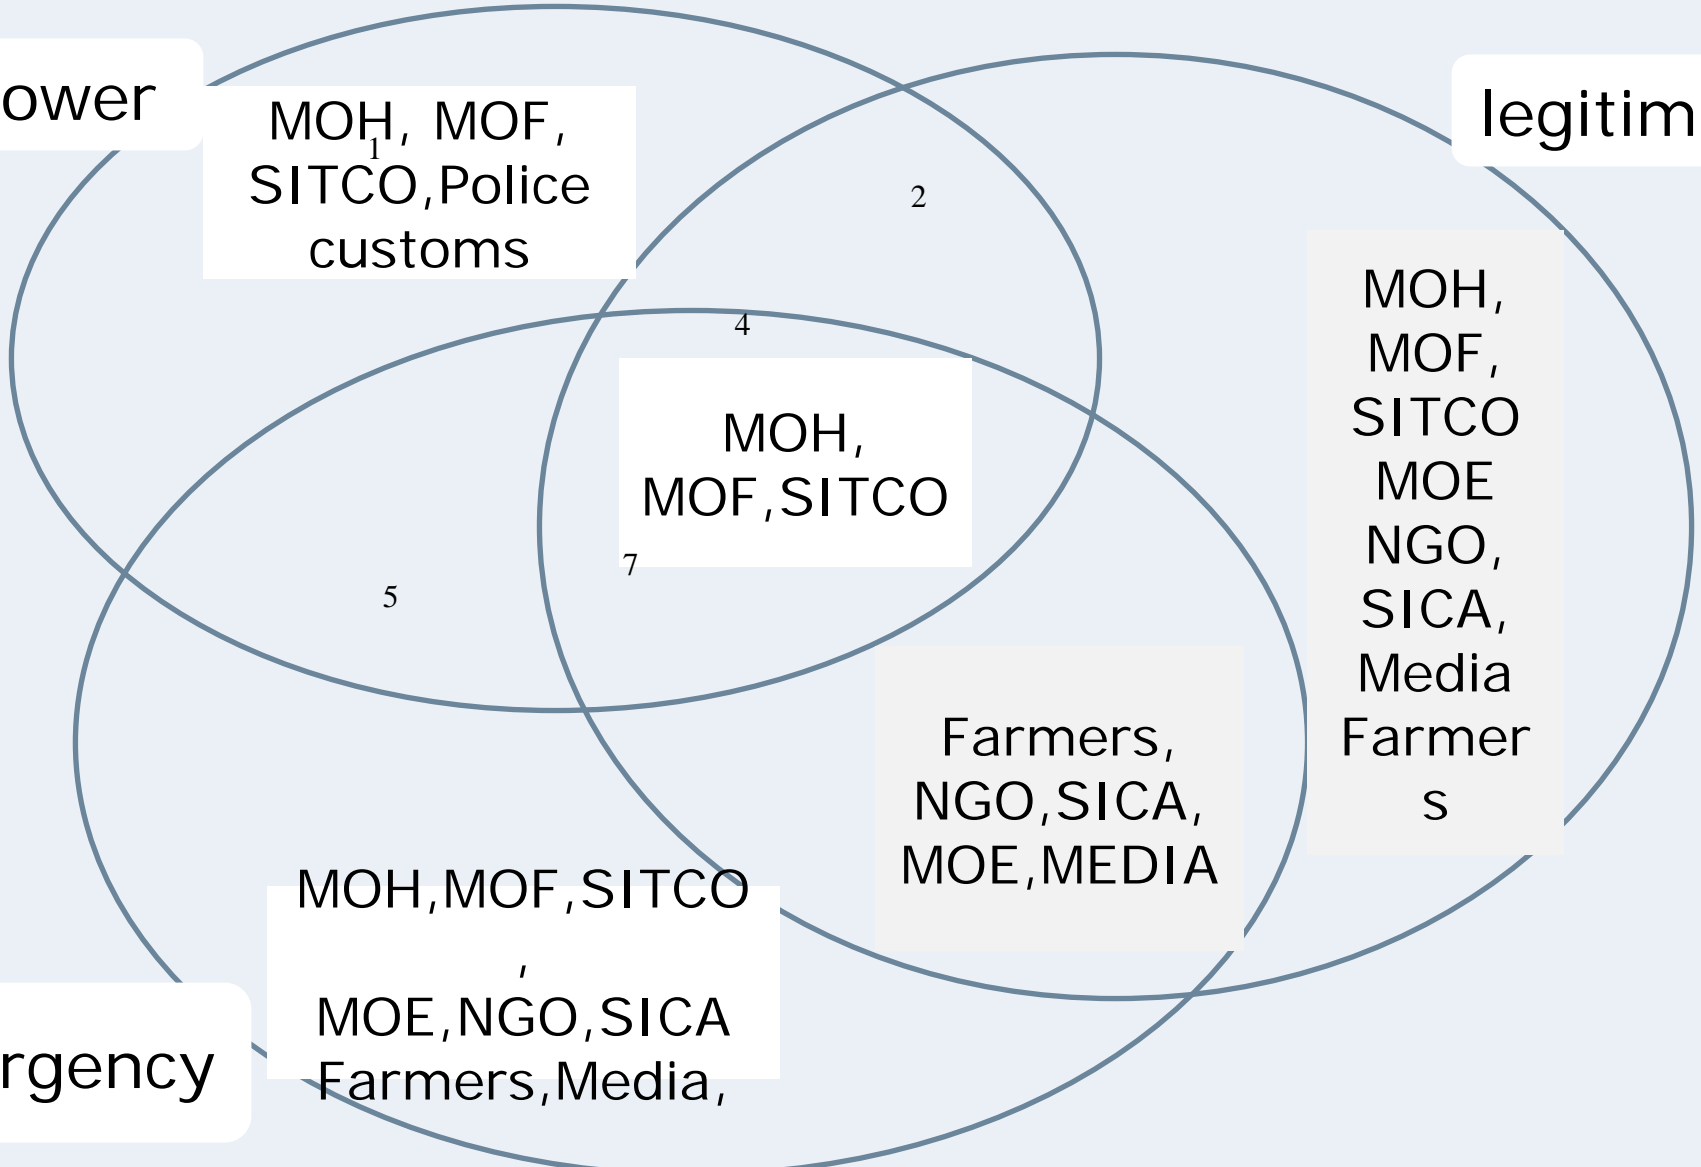 ower
legitim
MOH, MOF,
1
SITCO,Police
customs
2
4
MOH,
MOF,SITCO
7
5
MOH,
MOF,
SITCO
MOE
NGO,
SICA,
Media
Farmer
s
Farmers,
NGO,SICA,
MOE,MEDIA
MOH,MOF,SITCO
,
MOE,NGO,SICA
Farmers,Media,
rgency